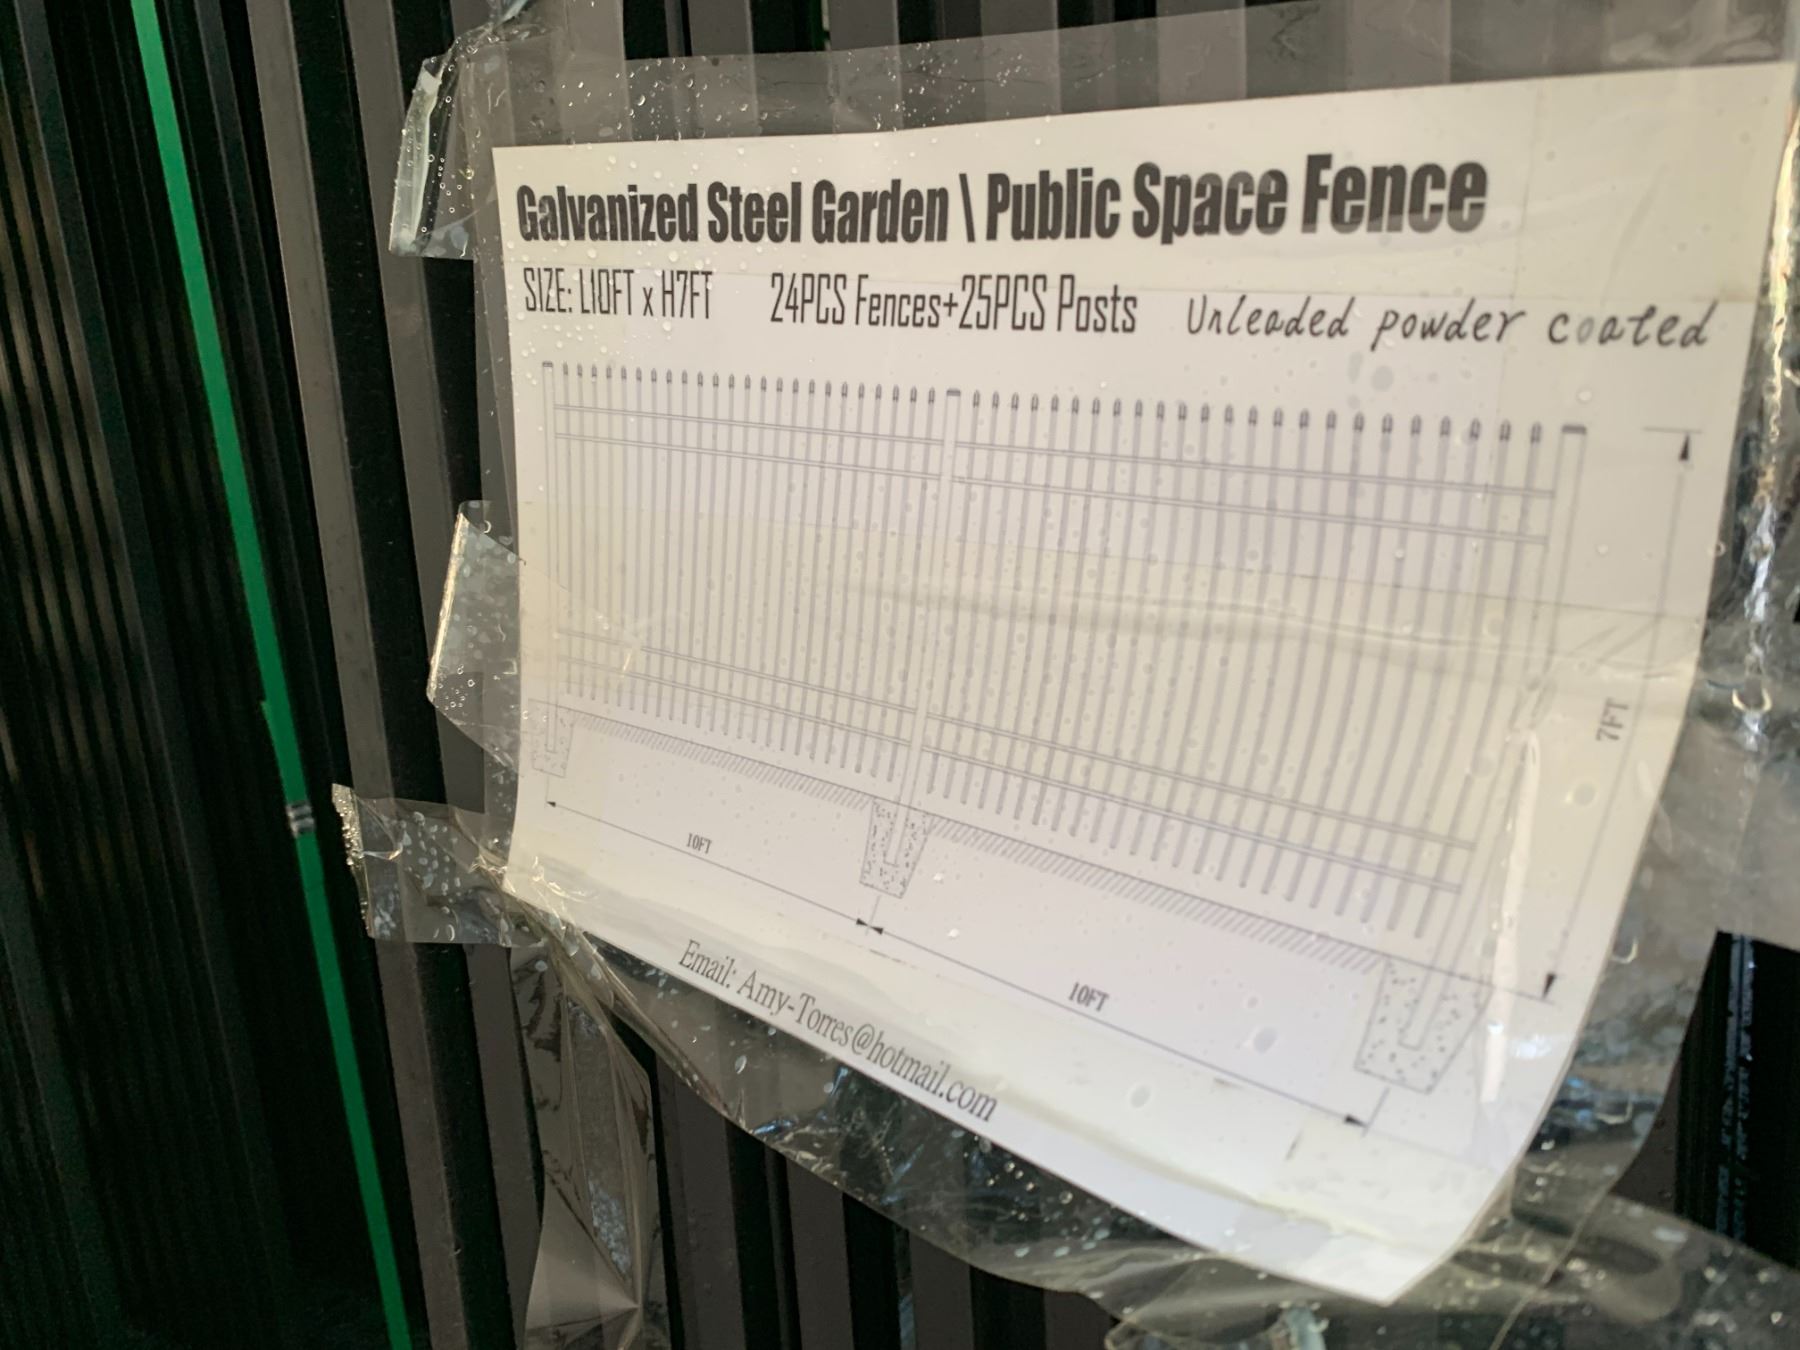 Galvanized Steel Garden \ Public Space Fence
SIZE: L10FT x H7FT 24PCS Fences+25PCS Posts Unleaded powder coated
7FT
10FT
10FT
Email: Amy-Torres@hotmail.com